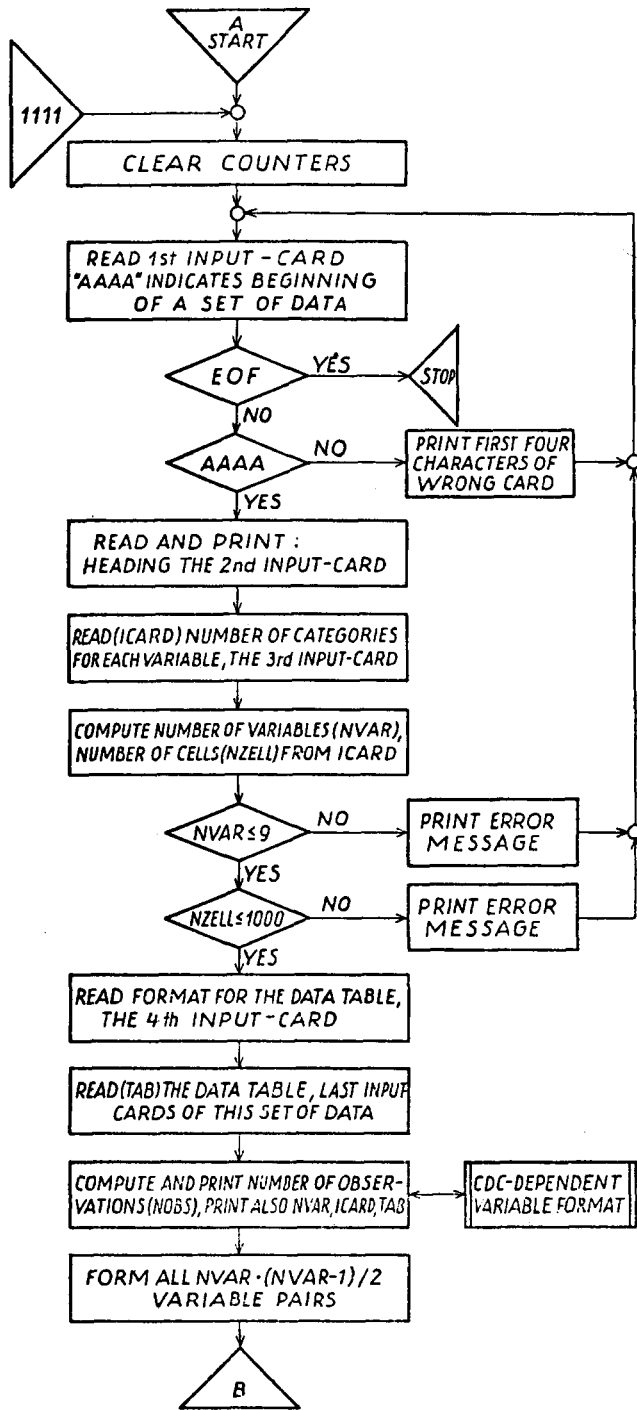 A
START
1111
CLEAR COUNTERS
READ 1st INPUT-CARD
"AAAA" INDICATES BEGINNING
OF A SET OF DATA
EOF
YES
STOP
NO
AAAA
NO
PRINT FIRST FOUR
CHARACTERS OF
WRONG CARD
YES
READ AND PRINT:
HEADING THE 2nd INPUT-CARD
READ(ICARD) NUMBER OF CATEGORIES
FOR EACH VARIABLE, THE 3rd INPUT-CARD
COMPUTE NUMBER OF VARIABLES(NVAR),
NUMBER OF CELLS(NZELL) FROM ICARD
NVAR≤9
NO
PRINT ERROR
MESSAGE
YES
NZELL≤1000
NO
PRINT ERROR
MESSAGE
YES
READ FORMAT FOR THE DATA TABLE,
THE 4th INPUT-CARD
READ(TAB) THE DATA TABLE, LAST INPUT
CARDS OF THIS SET OF DATA
COMPUTE AND PRINT NUMBER OF OBSER-
VATIONS(NOBS), PRINT ALSO NVAR, ICARD, TAB
CDC-DEPENDENT
VARIABLE FORMAT
FORM ALL NVAR·(NVAR-1)/2
VARIABLE PAIRS
B